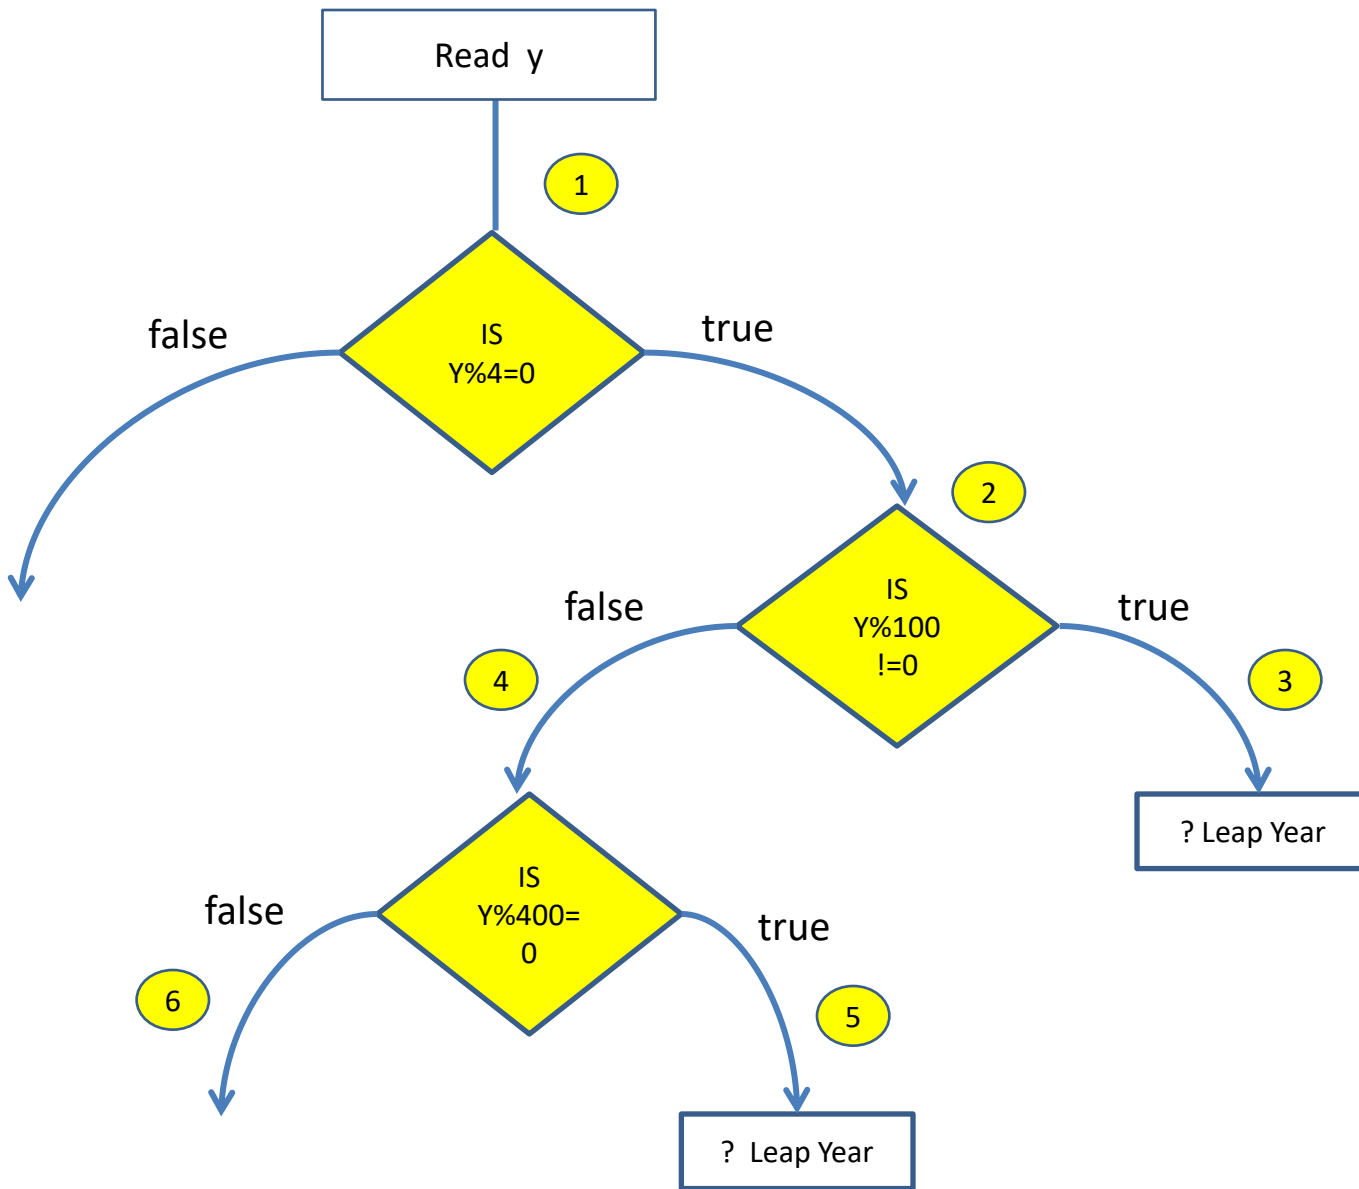 Read y
1
false
IS
Y%4=0
true
2
false
IS
Y%100
!=0
true
4
3
? Leap Year
false
IS
Y%400=
0
true
6
5
? Leap Year